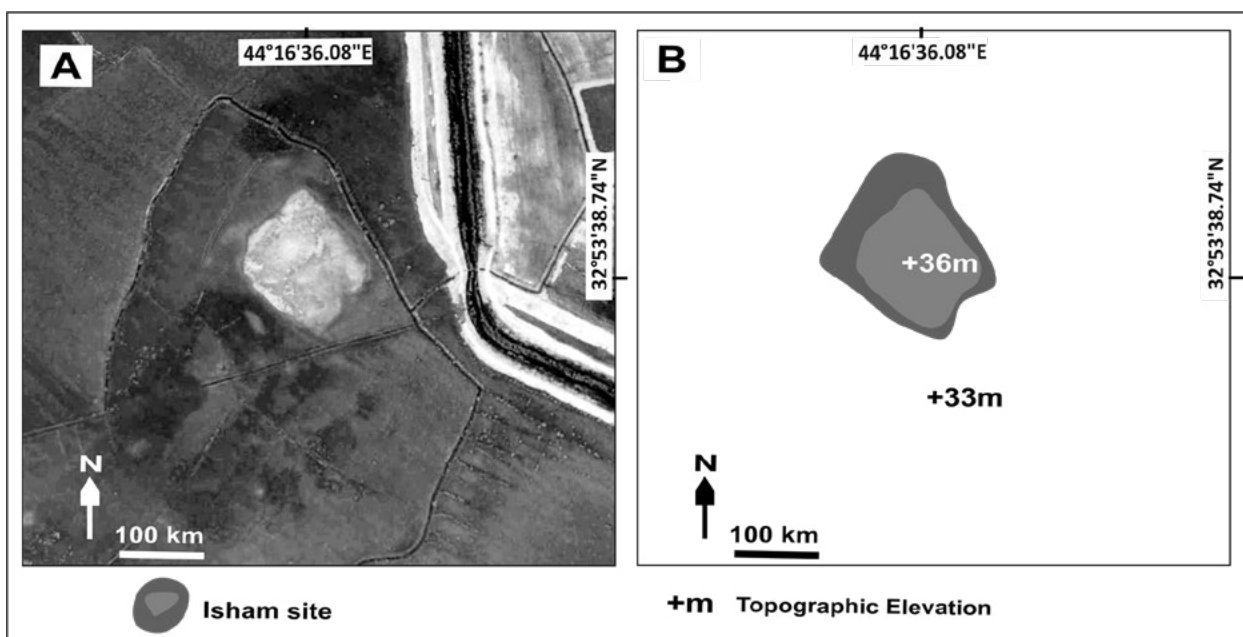 A
44°16'36.08"E
32°53'38.74"N
N
100 km
B
44°16'36.08"E
32°53'38.74"N
+36m
+33m
N
100 km
Isham site
+m Topographic Elevation